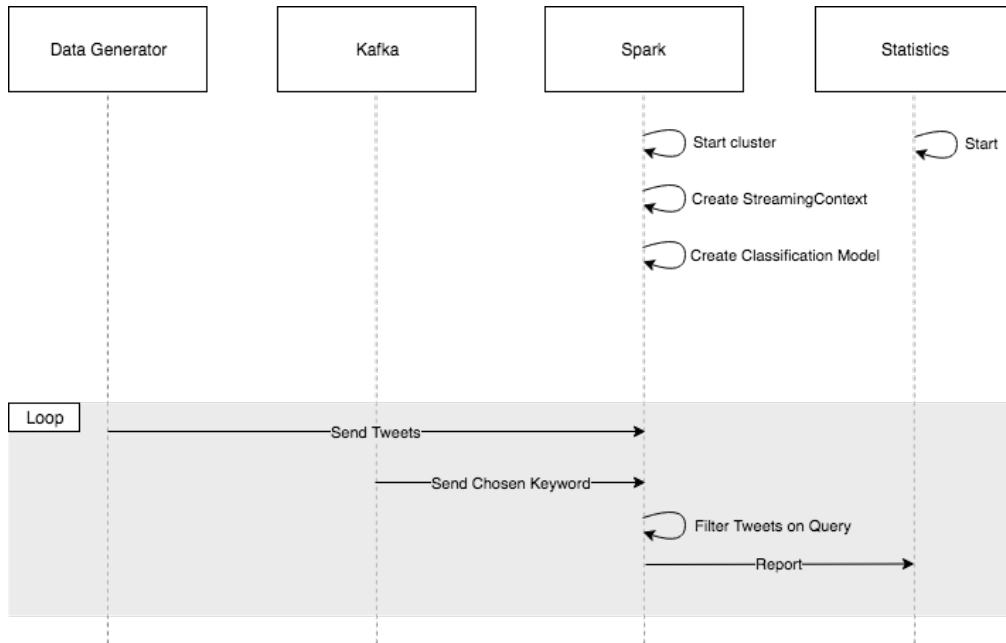 Data Generator
Kafka
Spark
Statistics
Start cluster
Start
Create StreamingContext
Create Classification Model
Loop
Send Tweets
Send Chosen Keyword
Filter Tweets on Query
Report